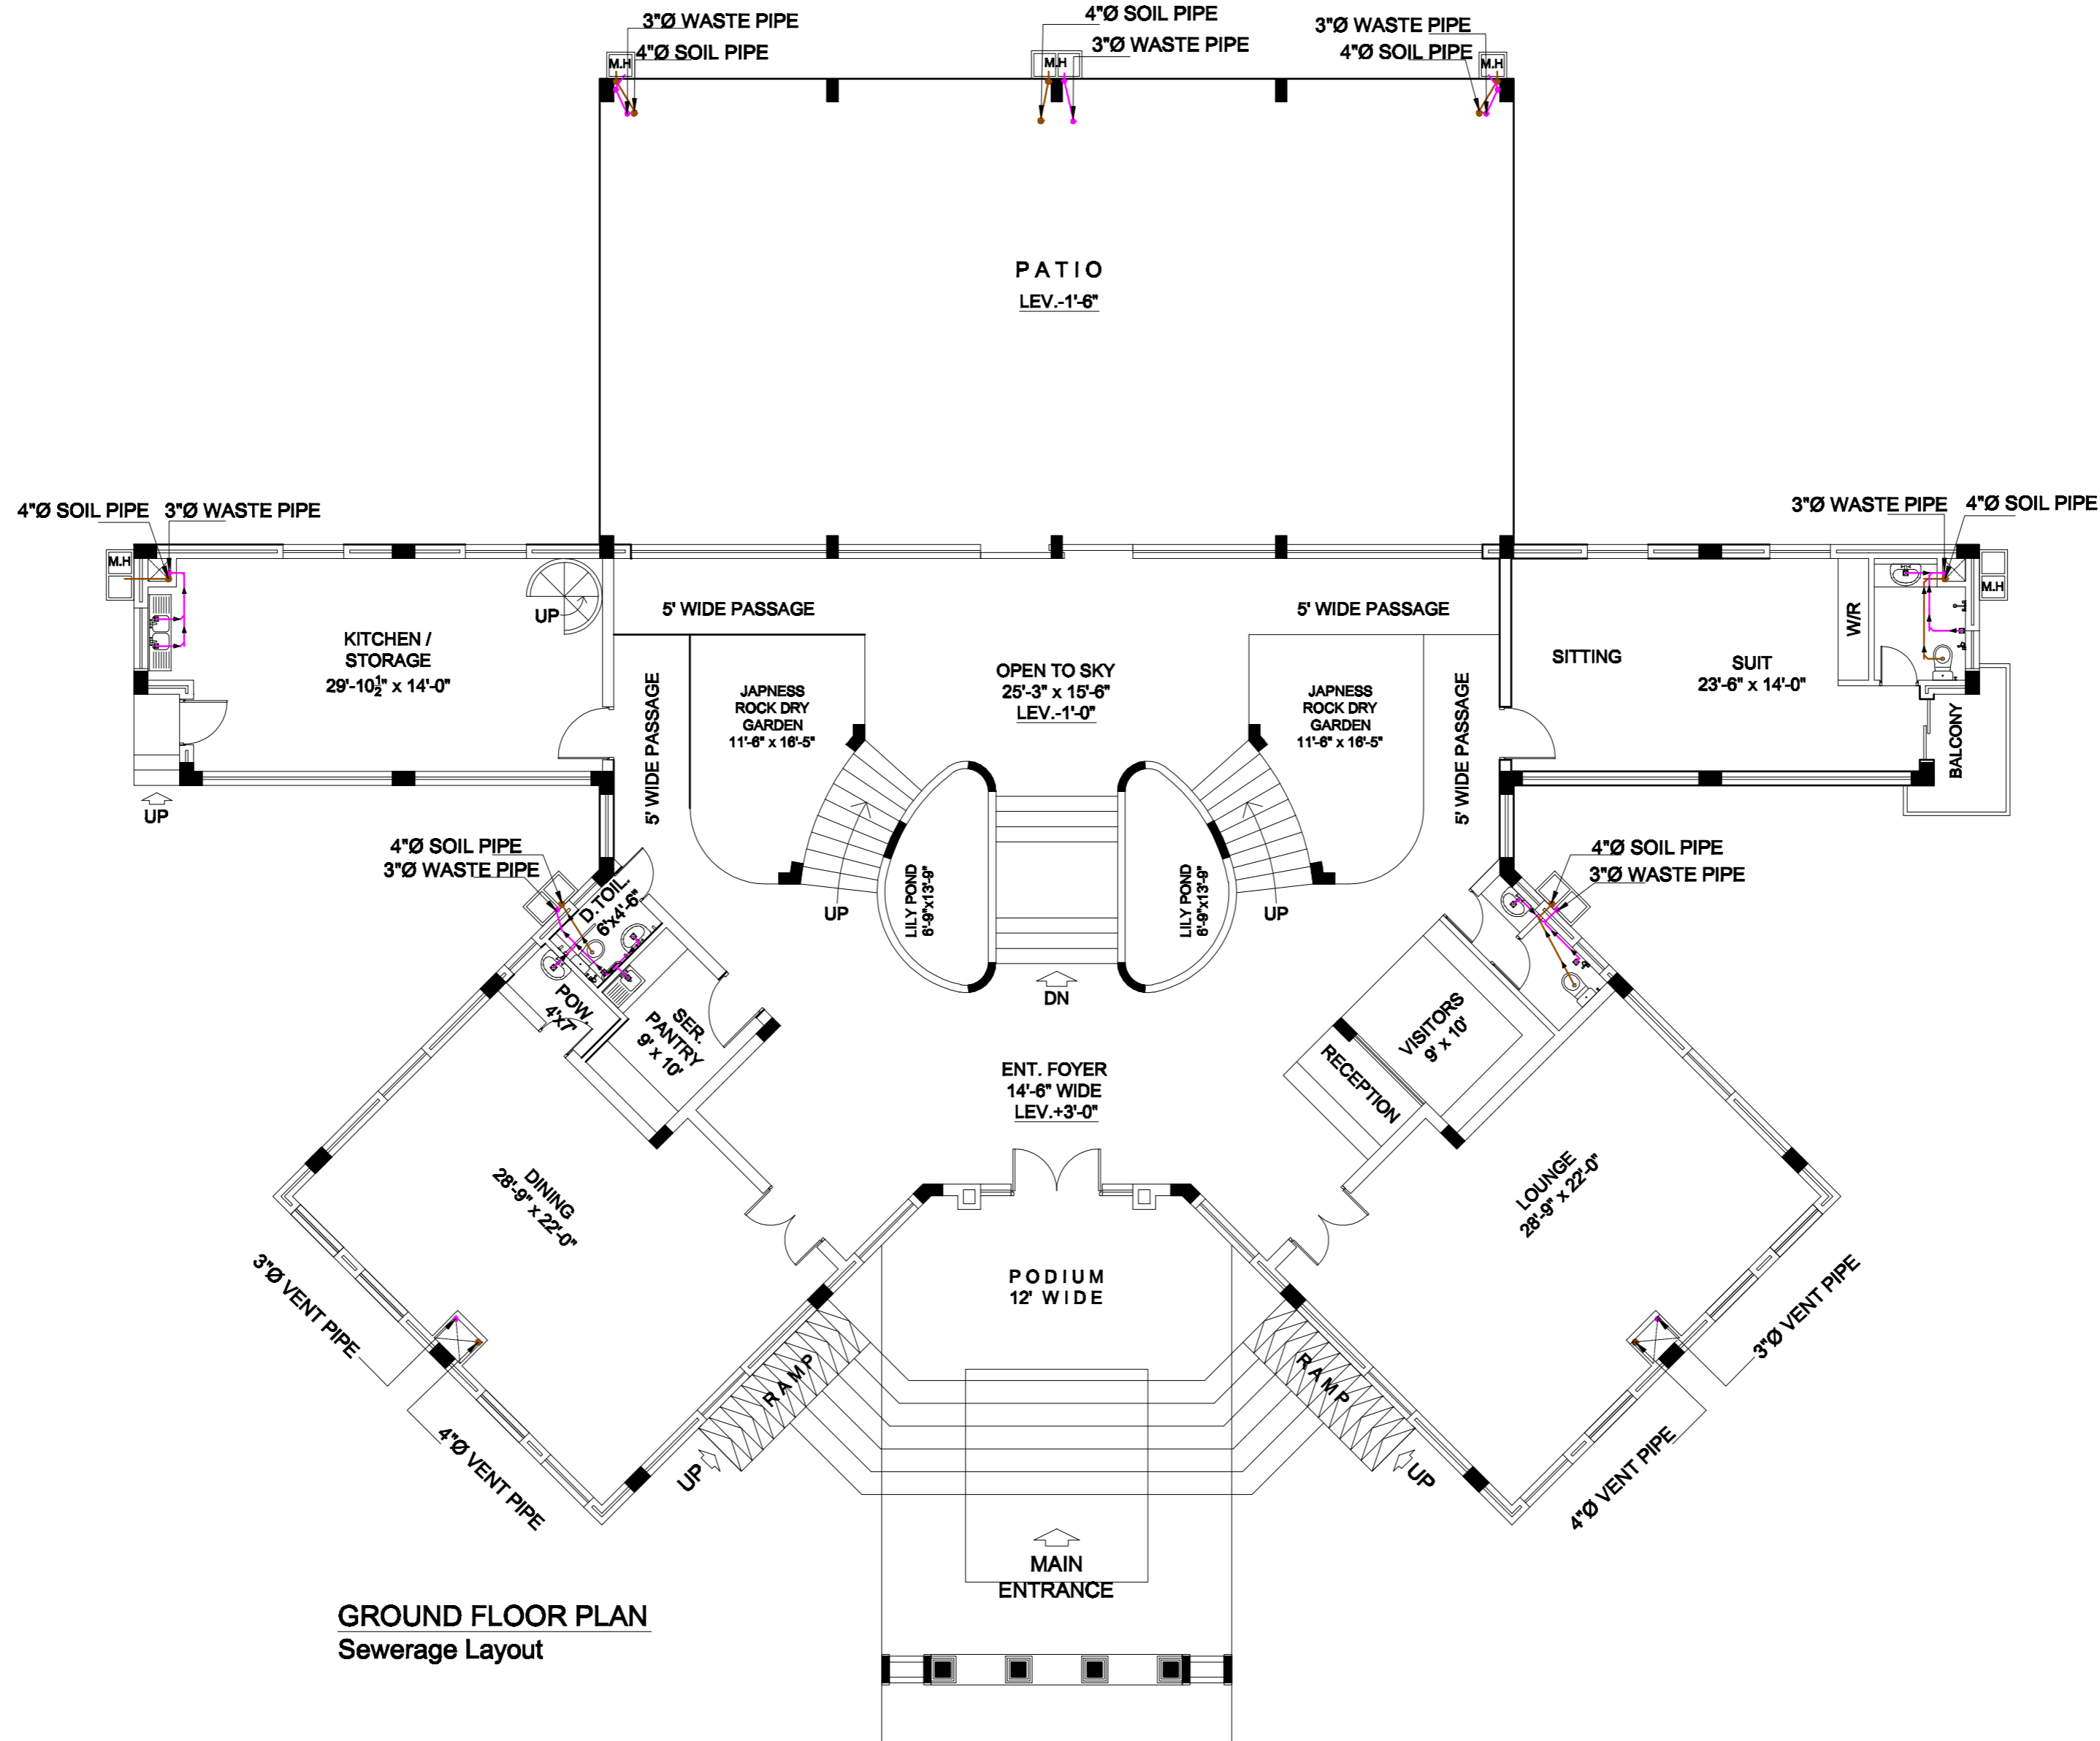 3"Ø WASTE PIPE
4"Ø SOIL PIPE
M.H
4"Ø SOIL PIPE
3"Ø WASTE PIPE
M.H
3"Ø WASTE PIPE
4"Ø SOIL PIPE
M.H
PATIO
LEV.-1'-6"
4"Ø SOIL PIPE
3"Ø WASTE PIPE
M.H
3"Ø WASTE PIPE
4"Ø SOIL PIPE
M.H
UP
KITCHEN /
STORAGE
29'-10½" x 14'-0"
UP
5' WIDE PASSAGE
5' WIDE PASSAGE
5' WIDE PASSAGE
5' WIDE PASSAGE
JAPNESS
ROCK DRY
GARDEN
11'-6" x 16'-5"
OPEN TO SKY
25'-3" x 15'-6"
LEV.-1'-0"
JAPNESS
ROCK DRY
GARDEN
11'-6" x 16'-5"
SITTING
SUIT
23'-6" x 14'-0"
W/R
BALCONY
4"Ø SOIL PIPE
3"Ø WASTE PIPE
D.TOIL.
6'x4'-6"
POW.
4'x7'
SER.
PANTRY
9' x 10'
UP
LILY POND
6'-9"x13'-9"
LILY POND
6'-9"x13'-9"
UP
DN
4"Ø SOIL PIPE
3"Ø WASTE PIPE
VISITORS
9' x 10'
RECEPTION
ENT. FOYER
14'-6" WIDE
LEV.+3'-0"
DINING
28'-9" x 22'-0"
LOUNGE
28'-9" x 22'-0"
3"Ø VENT PIPE
4"Ø VENT PIPE
3"Ø VENT PIPE
4"Ø VENT PIPE
PODIUM
12' WIDE
RAMP
UP
RAMP
UP
MAIN
ENTRANCE
GROUND FLOOR PLAN
Sewerage Layout